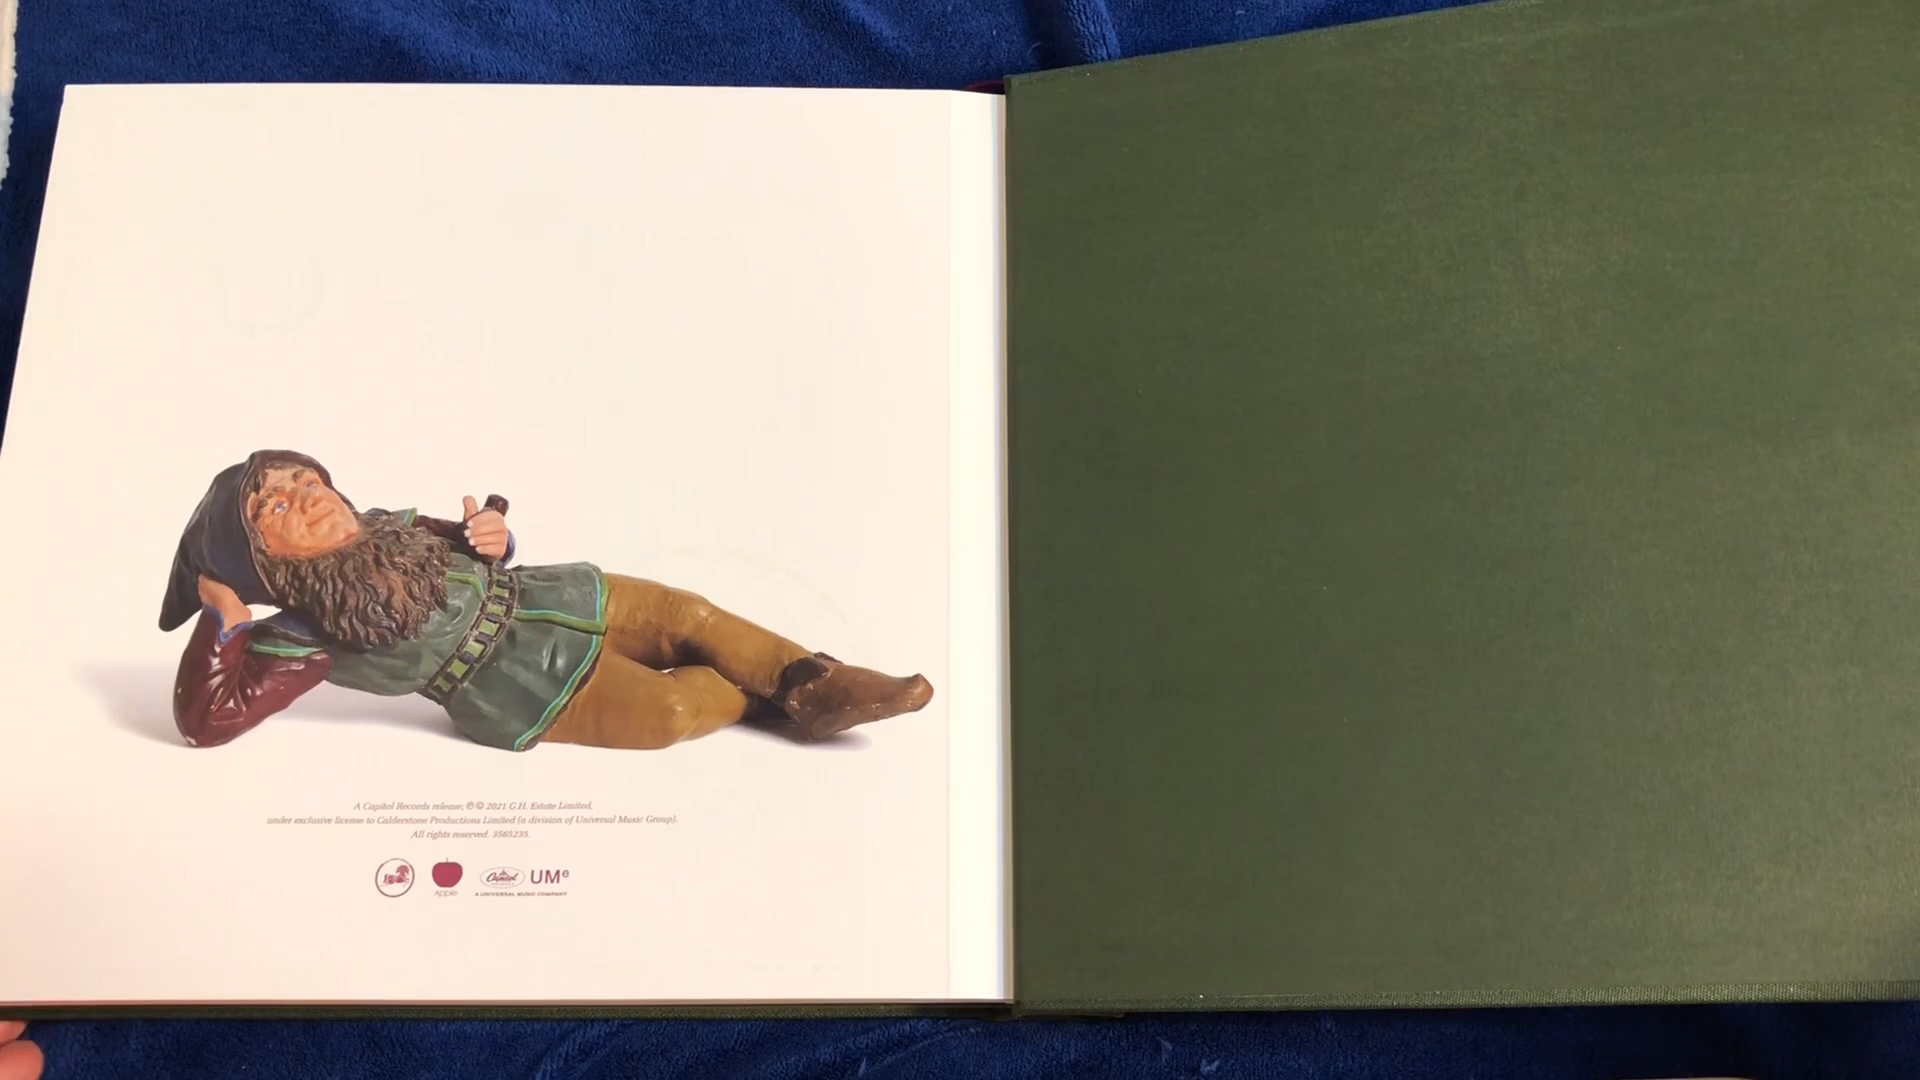 A Capitol Records release; ℗ © 2021 G.H. Estate Limited,
under exclusive license to Calderstone Productions Limited (a division of Universal Music Group).
All rights reserved. 3565235.
Apple
Capitol
UMe
A UNIVERSAL MUSIC COMPANY